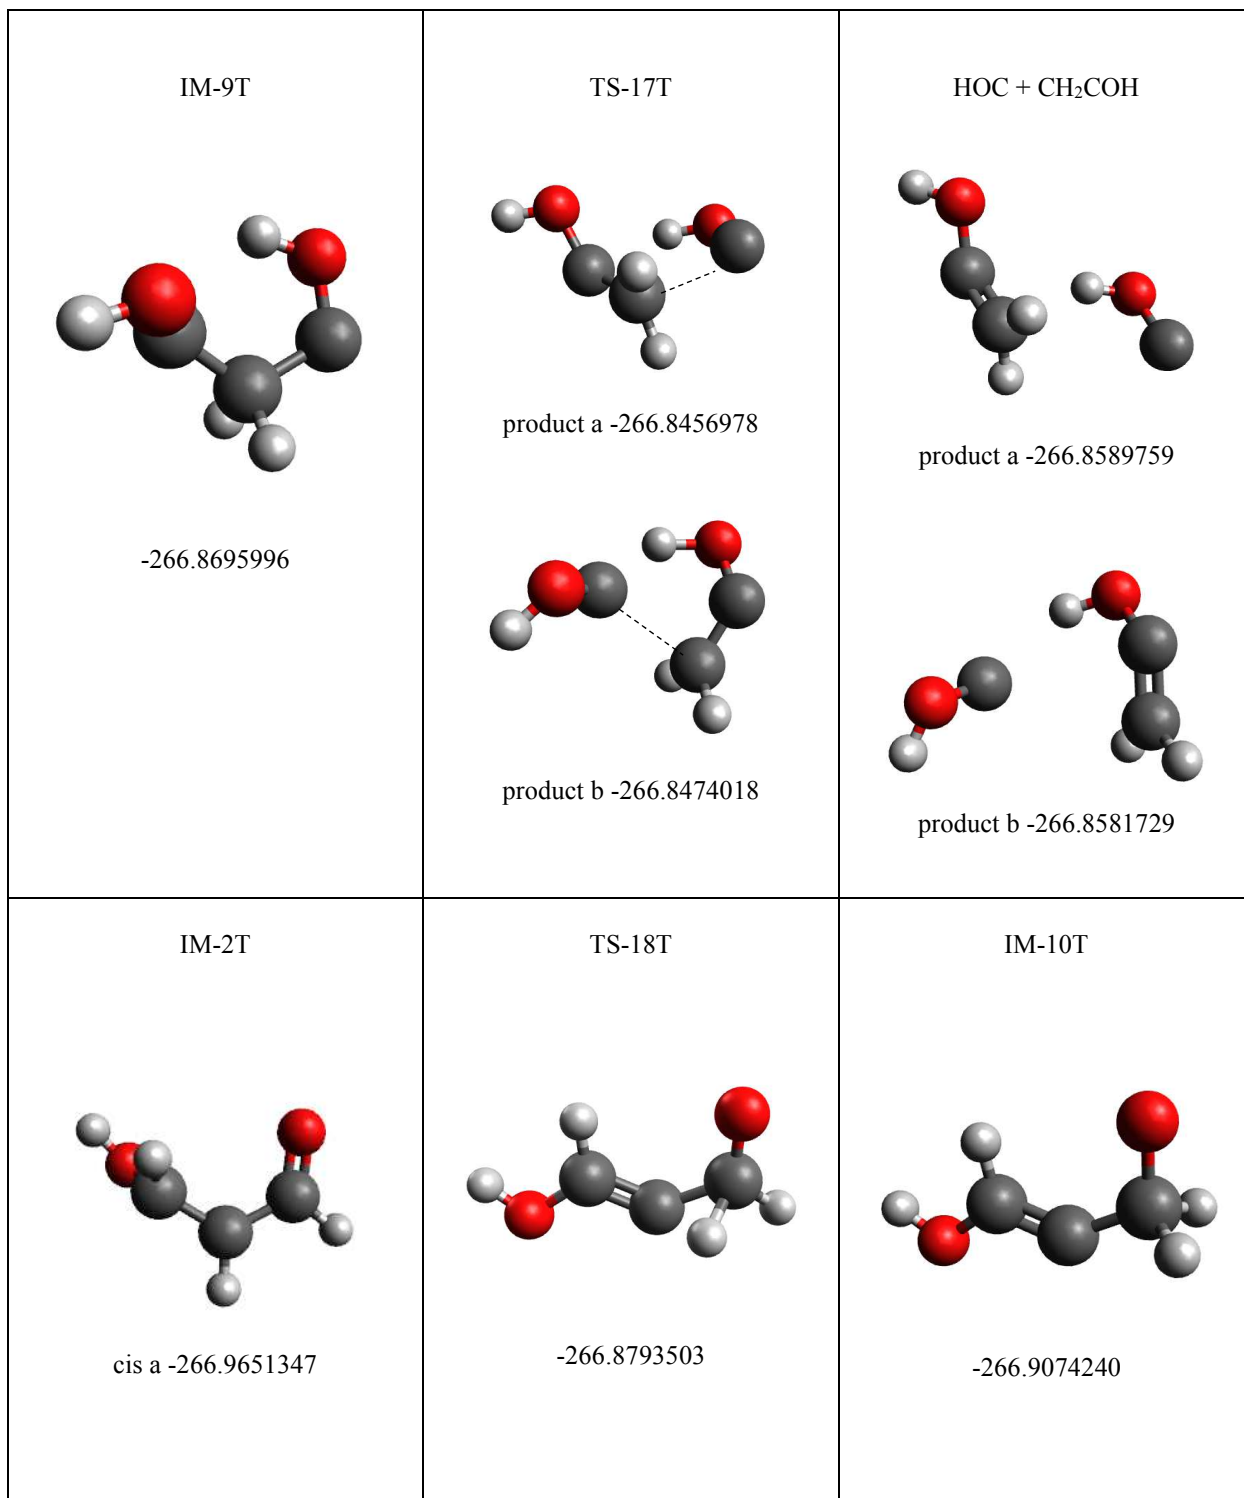 IM-9T
-266.8695996
TS-17T
product a -266.8456978
product b -266.8474018
HOC + CH₂COH
product a -266.8589759
product b -266.8581729
IM-2T
cis a -266.9651347
TS-18T
-266.8793503
IM-10T
-266.9074240